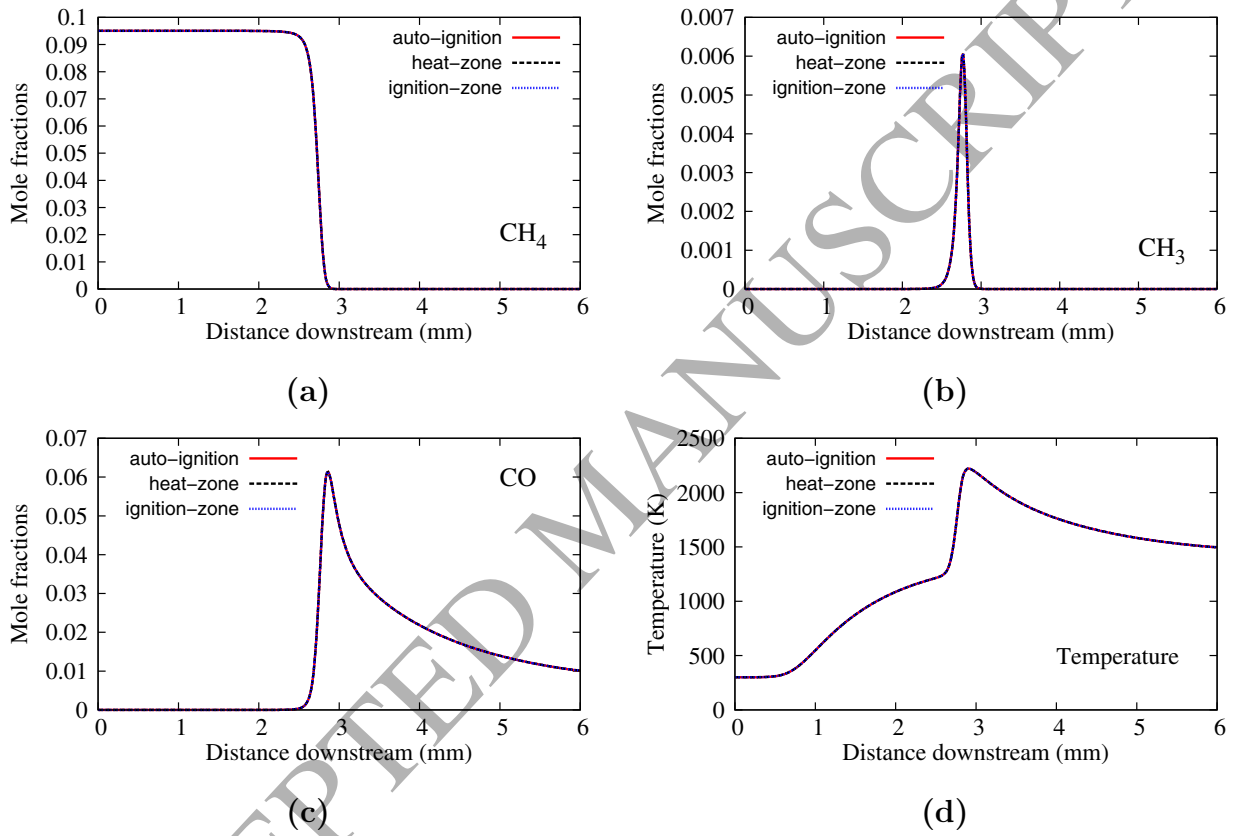 0.1
0.09
0.08
0.07
0.06
0.05
0.04
0.03
0.02
0.01
0
Mole fractions
auto-ignition
heat-zone
ignition-zone
CH4
0 1 2 3 4 5 6
Distance downstream (mm)
(a)
0.007
0.006
0.005
0.004
0.003
0.002
0.001
0
Mole fractions
auto-ignition
heat-zone
ignition-zone
CH3
0 1 2 3 4 5 6
Distance downstream (mm)
(b)
0.07
0.06
0.05
0.04
0.03
0.02
0.01
0
Mole fractions
auto-ignition
heat-zone
ignition-zone
CO
0 1 2 3 4 5 6
Distance downstream (mm)
(c)
2500
2000
1500
1000
500
0
Temperature (K)
auto-ignition
heat-zone
ignition-zone
Temperature
0 1 2 3 4 5 6
Distance downstream (mm)
(d)
EPTED MANUSCRIPT